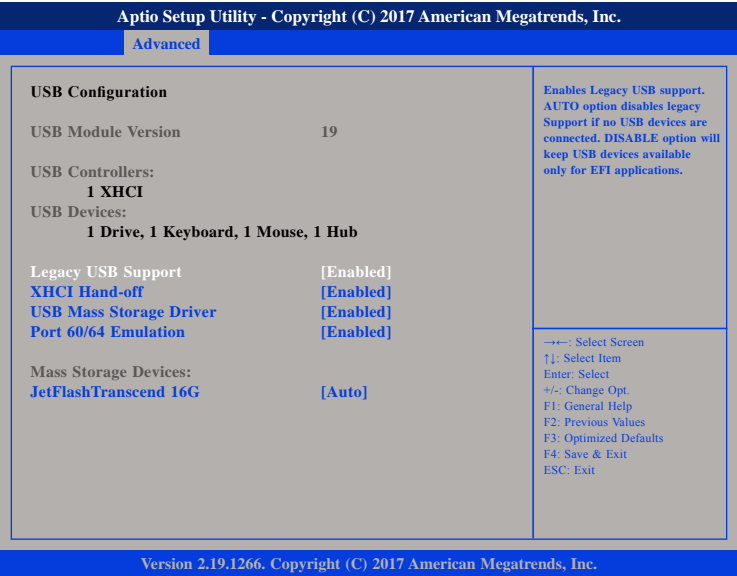 Aptio Setup Utility - Copyright (C) 2017 American Megatrends, Inc.
Advanced
USB Configuration
USB Module Version 19
USB Controllers:
1 XHCI
USB Devices:
1 Drive, 1 Keyboard, 1 Mouse, 1 Hub
Legacy USB Support [Enabled]
XHCI Hand-off [Enabled]
USB Mass Storage Driver [Enabled]
Port 60/64 Emulation [Enabled]
Mass Storage Devices:
JetFlashTranscend 16G [Auto]
Enables Legacy USB support.
AUTO option disables legacy
Support if no USB devices are
connected. DISABLE option will
keep USB devices available
only for EFI applications.
→←: Select Screen
↑↓: Select Item
Enter: Select
+/-: Change Opt.
F1: General Help
F2: Previous Values
F3: Optimized Defaults
F4: Save & Exit
ESC: Exit
Version 2.19.1266. Copyright (C) 2017 American Megatrends, Inc.